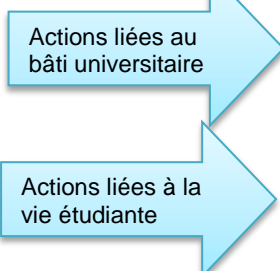 Actions liées au
bâti universitaire
Actions liées à la
vie étudiante